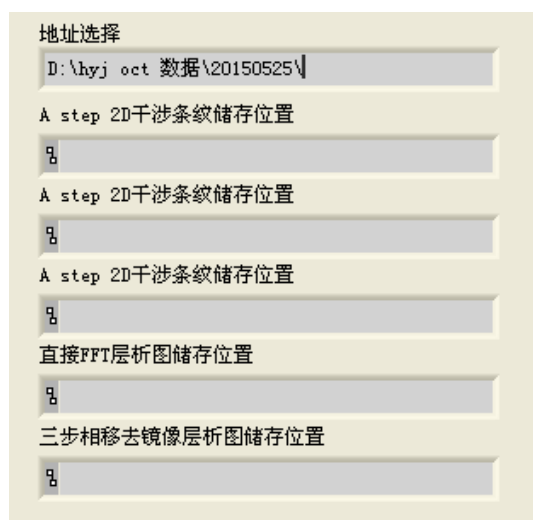 地址选择
D:\hyj oct 数据\20150525\
A step 2D干涉条纹储存位置
A step 2D干涉条纹储存位置
A step 2D干涉条纹储存位置
直接FFT层析图储存位置
三步相移去镜像层析图储存位置